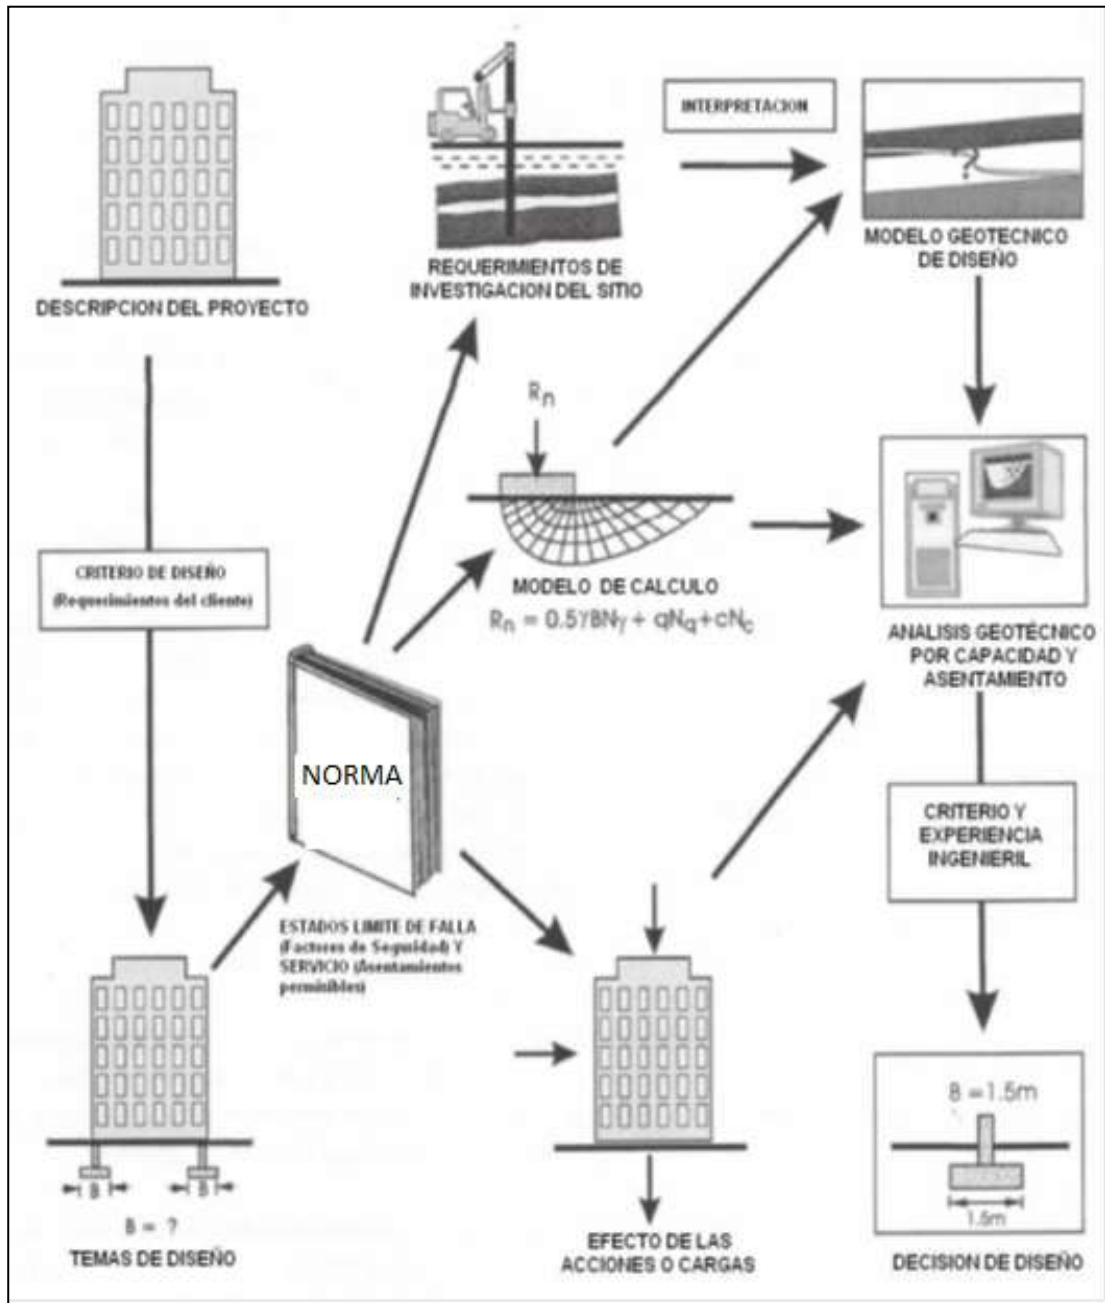 DESCRIPCION DEL PROYECTO
REQUERIMIENTOS DE
INVESTIGACION DEL SITIO
INTERPRETACION
MODELO GEOTECNICO
DE DISEÑO
Rn
MODELO DE CALCULO
Rn = 0.5γBNγ + qNq+cNc
ANALISIS GEOTÉCNICO
POR CAPACIDAD Y
ASENTAMIENTO
CRITERIO DE DISEÑO
(Requerimientos del cliente)
NORMA
ESTADOS LIMITE DE FALLA
(Factores de Seguridad) Y
SERVICIO (Asentamientos
permisibles)
CRITERIO Y
EXPERIENCIA
INGENIERIL
B
B
B = ?
TEMAS DE DISEÑO
EFECTO DE LAS
ACCIONES O CARGAS
B = 1.5m
1.5m
DECISION DE DISEÑO